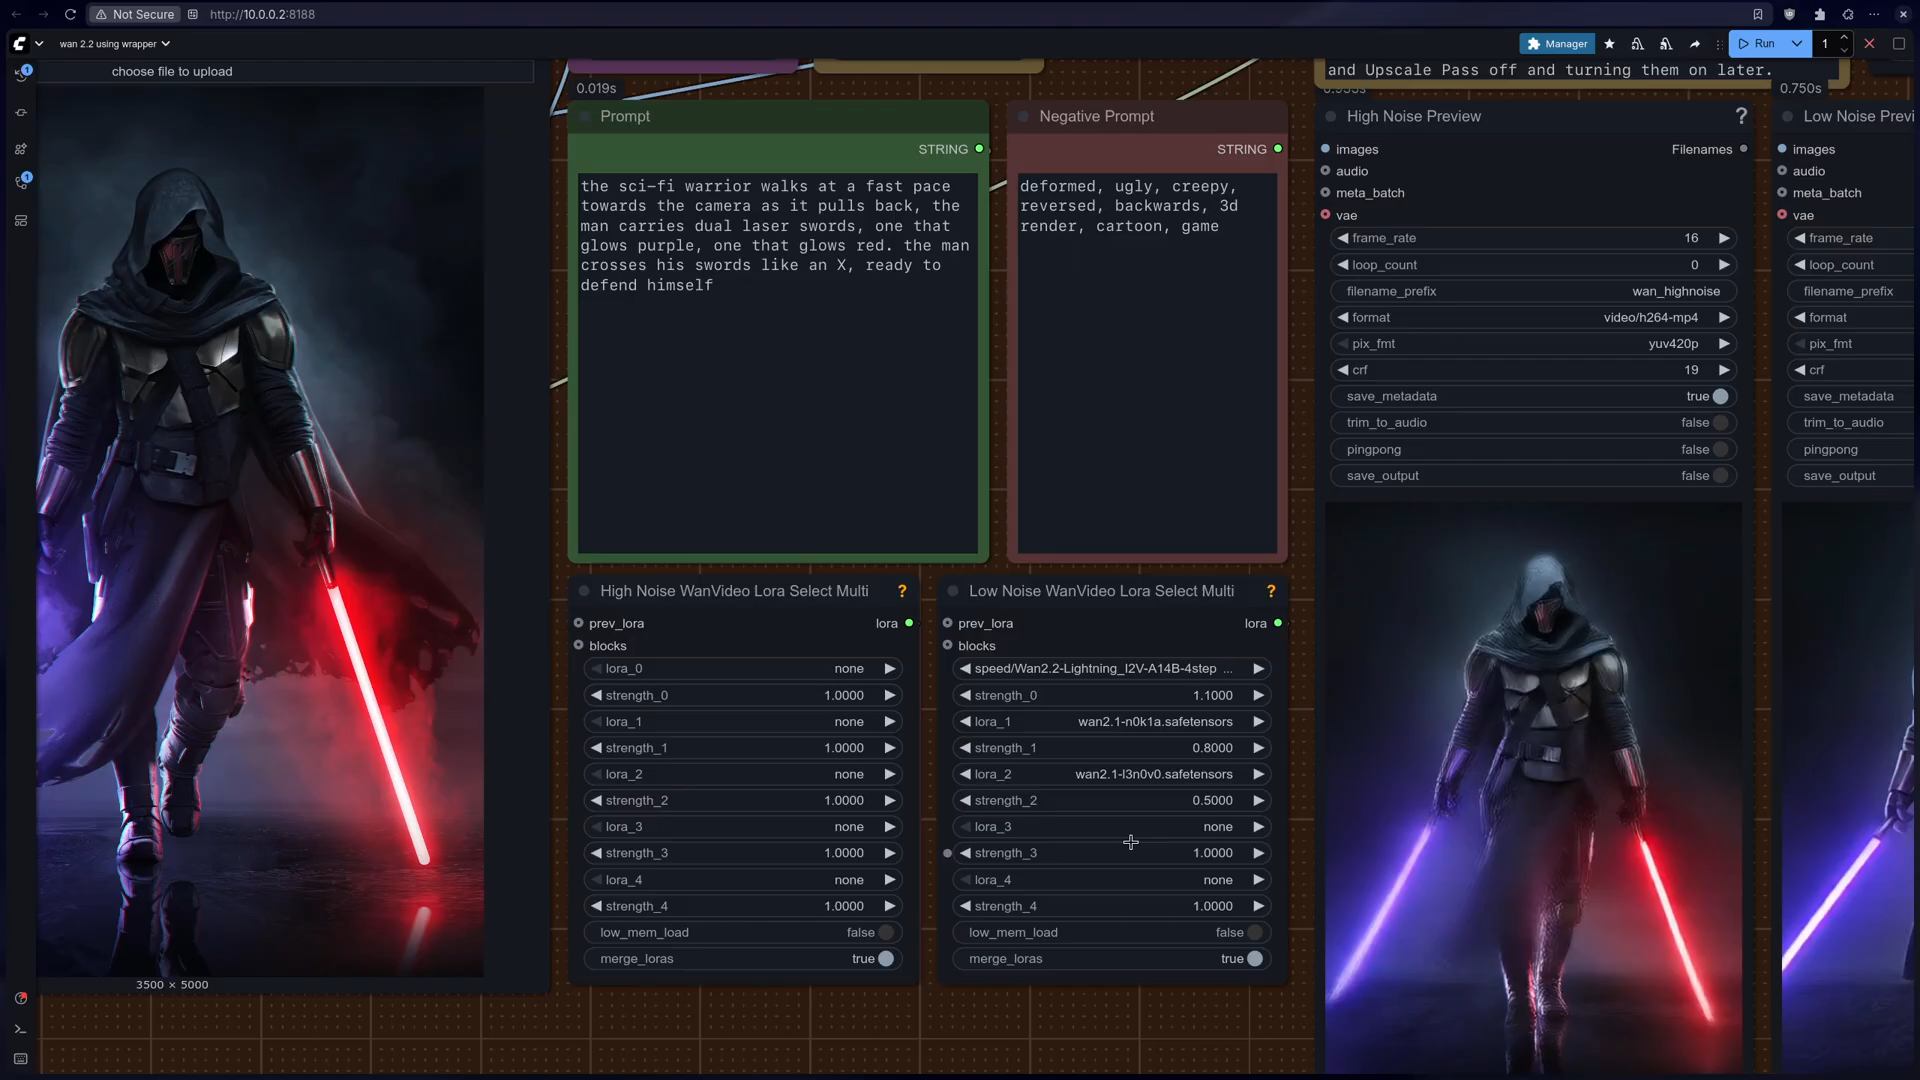 Not Secure
http://10.0.0.2:8188
wan 2.2 using wrapper
Manager
Run
1
1
1
choose file to upload
3500 × 5000
0.019s
Prompt
STRING
the sci-fi warrior walks at a fast pace
towards the camera as it pulls back, the
man carries dual laser swords, one that
glows purple, one that glows red. the man
crosses his swords like an X, ready to
defend himself
Negative Prompt
STRING
deformed, ugly, creepy,
reversed, backwards, 3d
render, cartoon, game
High Noise WanVideo Lora Select Multi
?
prev_lora
lora
blocks
lora_0 none
strength_0 1.0000
lora_1 none
strength_1 1.0000
lora_2 none
strength_2 1.0000
lora_3 none
strength_3 1.0000
lora_4 none
strength_4 1.0000
low_mem_load false
merge_loras true
Low Noise WanVideo Lora Select Multi
?
prev_lora
lora
blocks
speed/Wan2.2-Lightning_I2V-A14B-4step ...
strength_0 1.1000
lora_1 wan2.1-n0k1a.safetensors
strength_1 0.8000
lora_2 wan2.1-l3n0v0.safetensors
strength_2 0.5000
lora_3 none
strength_3 1.0000
lora_4 none
strength_4 1.0000
low_mem_load false
merge_loras true
and Upscale Pass off and turning them on later.
High Noise Preview
?
images
Filenames
audio
meta_batch
vae
frame_rate 16
loop_count 0
filename_prefix wan_highnoise
format video/h264-mp4
pix_fmt yuv420p
crf 19
save_metadata true
trim_to_audio false
pingpong false
save_output false
0.750s
Low Noise Previ
images
audio
meta_batch
vae
frame_rate
loop_count
filename_prefix
format
pix_fmt
crf
save_metadata
trim_to_audio
pingpong
save_output